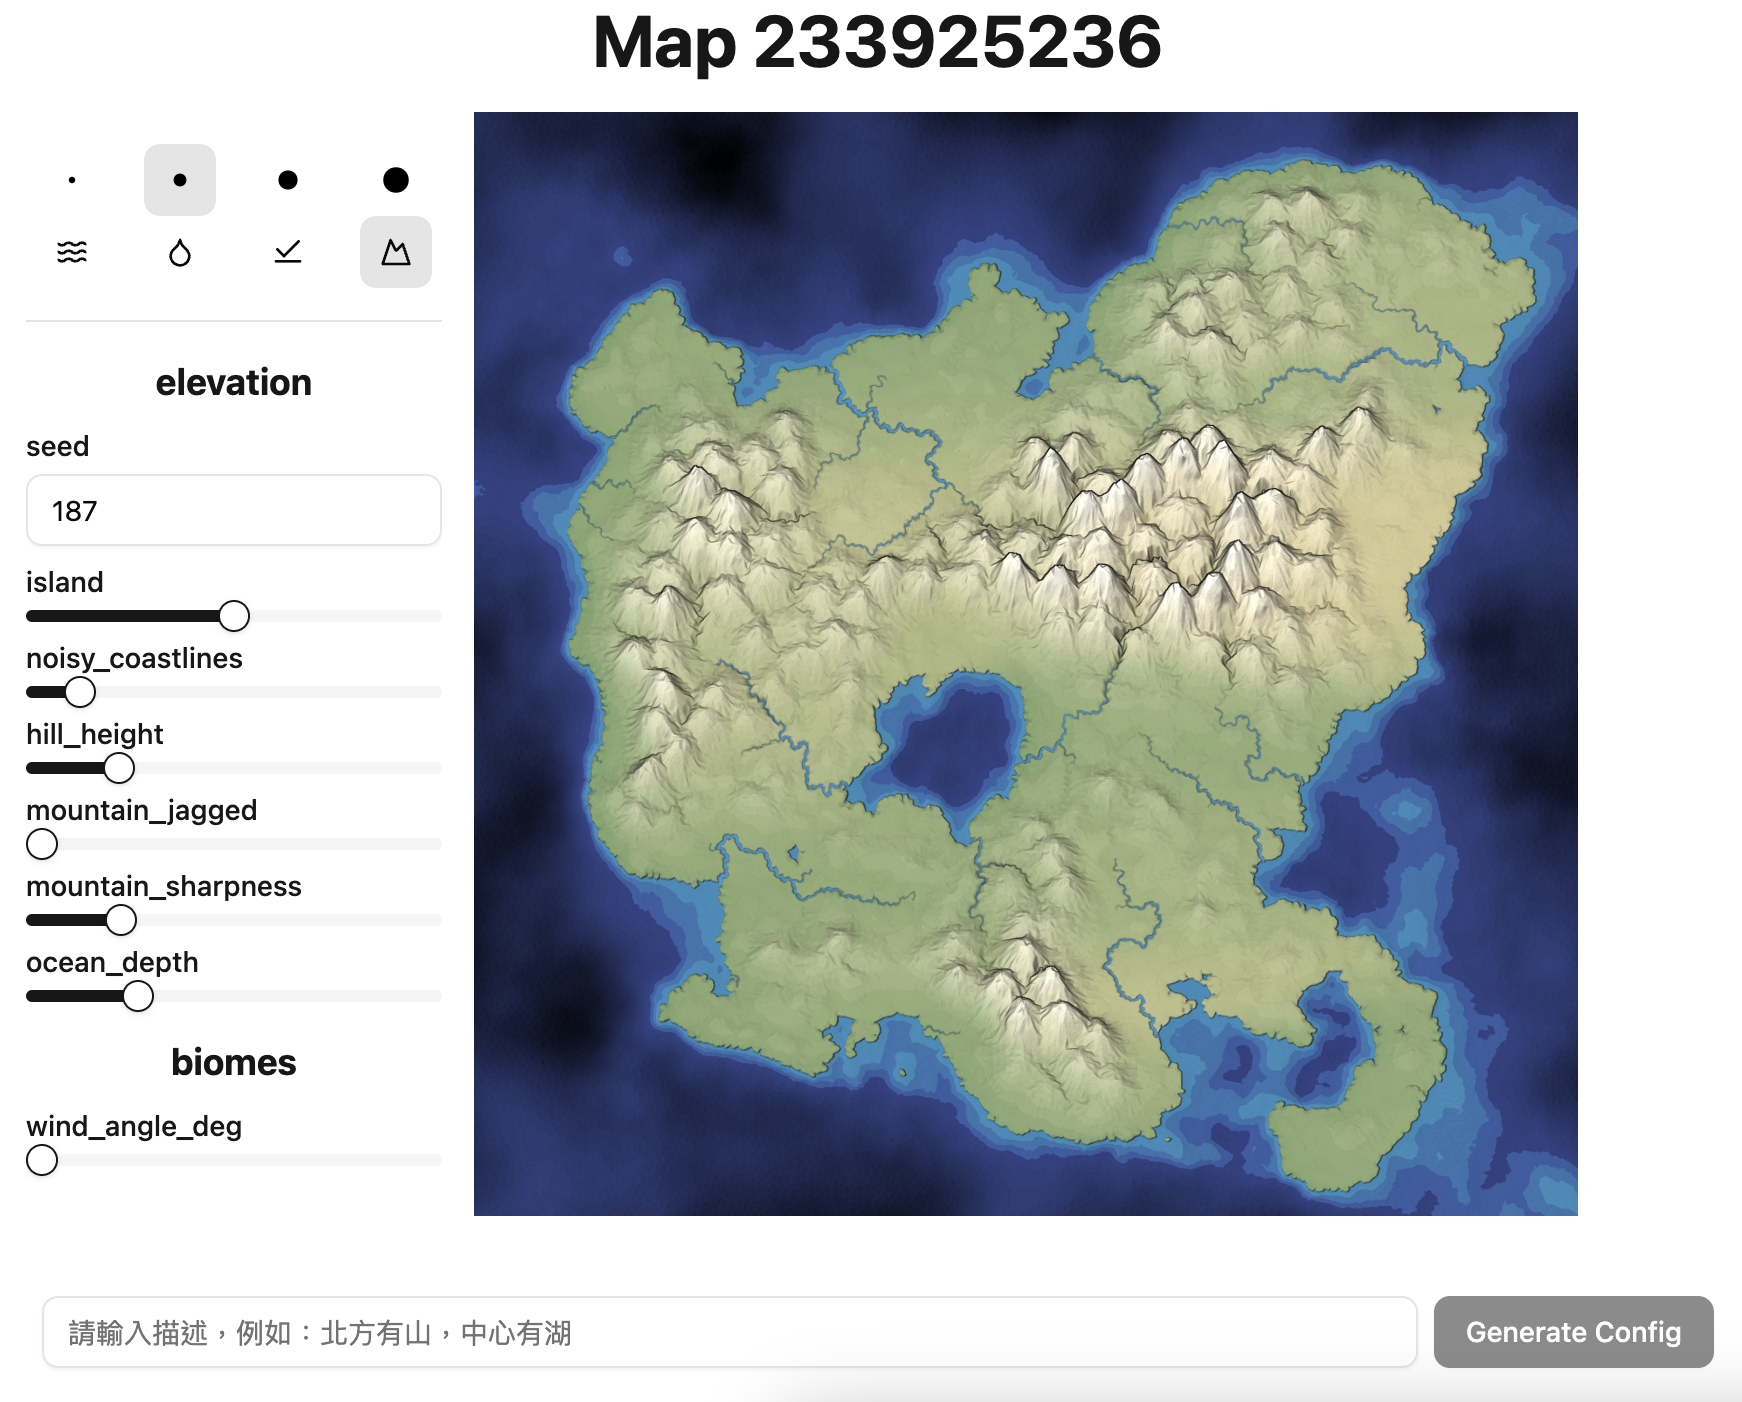 Map 233925236
elevation
seed
187
island
noisy_coastlines
hill_height
mountain_jagged
mountain_sharpness
ocean_depth
biomes
wind_angle_deg
請輸入描述，例如：北方有山，中心有湖
Generate Config